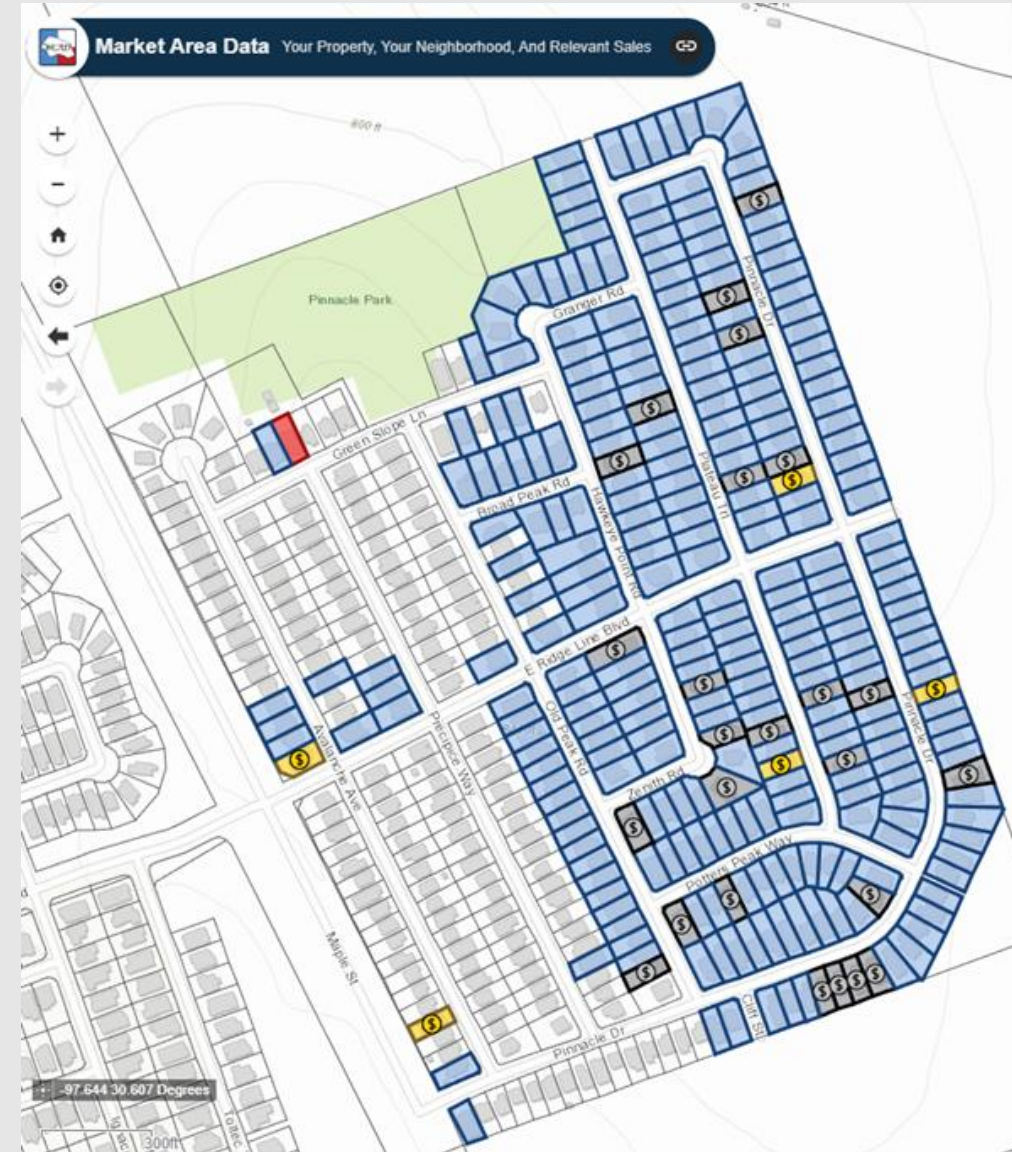 Market Area Data Your Property, Your Neighborhood, And Relevant Sales
800 ft
Pinnacle Park
Granger Rd
Pinnacle Dr
Green Slope Ln
Broad Peak Rd
Plateau Trl
Hawkeye Point Rd
E Ridge Line Blvd
Old Peak Rd
Pinnacle Dr
Avalanche Ave
Precipice Way
Zenith Rd
Potters Peak Way
Maple St
Cliff St
Pinnacle Dr
-97.644 30.607 Degrees
Toltec
300ft